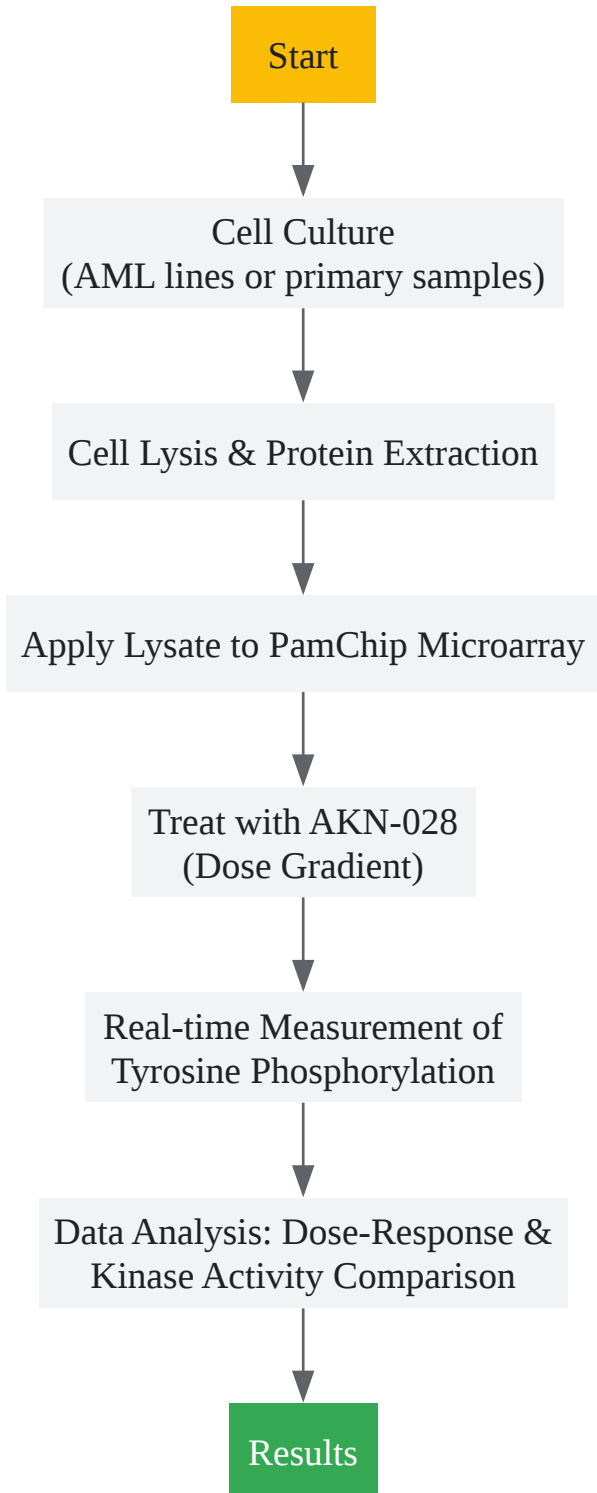 Start
Cell Culture
(AML lines or primary samples)
Cell Lysis & Protein Extraction
Apply Lysate to PamChip Microarray
Treat with AKN-028
(Dose Gradient)
Real-time Measurement of
Tyrosine Phosphorylation
Data Analysis: Dose-Response &
Kinase Activity Comparison
Results